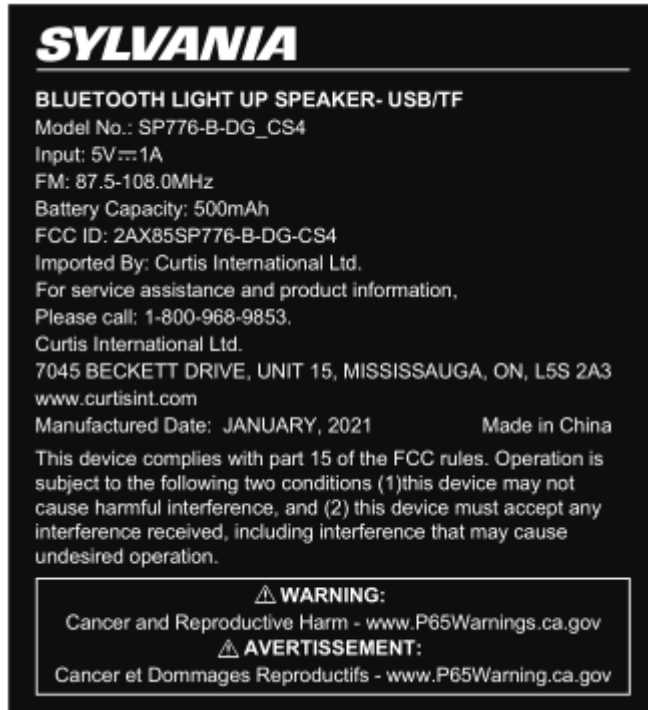 SYLVANIA
BLUETOOTH LIGHT UP SPEAKER- USB/TF
Model No.: SP776-B-DG_CS4
Input: 5V⎓1A
FM: 87.5-108.0MHz
Battery Capacity: 500mAh
FCC ID: 2AX85SP776-B-DG-CS4
Imported By: Curtis International Ltd.
For service assistance and product information,
Please call: 1-800-968-9853.
Curtis International Ltd.
7045 BECKETT DRIVE, UNIT 15, MISSISSAUGA, ON, L5S 2A3
www.curtisint.com
Manufactured Date: JANUARY, 2021 Made in China
This device complies with part 15 of the FCC rules. Operation is
subject to the following two conditions (1)this device may not
cause harmful interference, and (2) this device must accept any
interference received, including interference that may cause
undesired operation.
⚠ WARNING:
Cancer and Reproductive Harm - www.P65Warnings.ca.gov
⚠ AVERTISSEMENT:
Cancer et Dommages Reproductifs - www.P65Warning.ca.gov